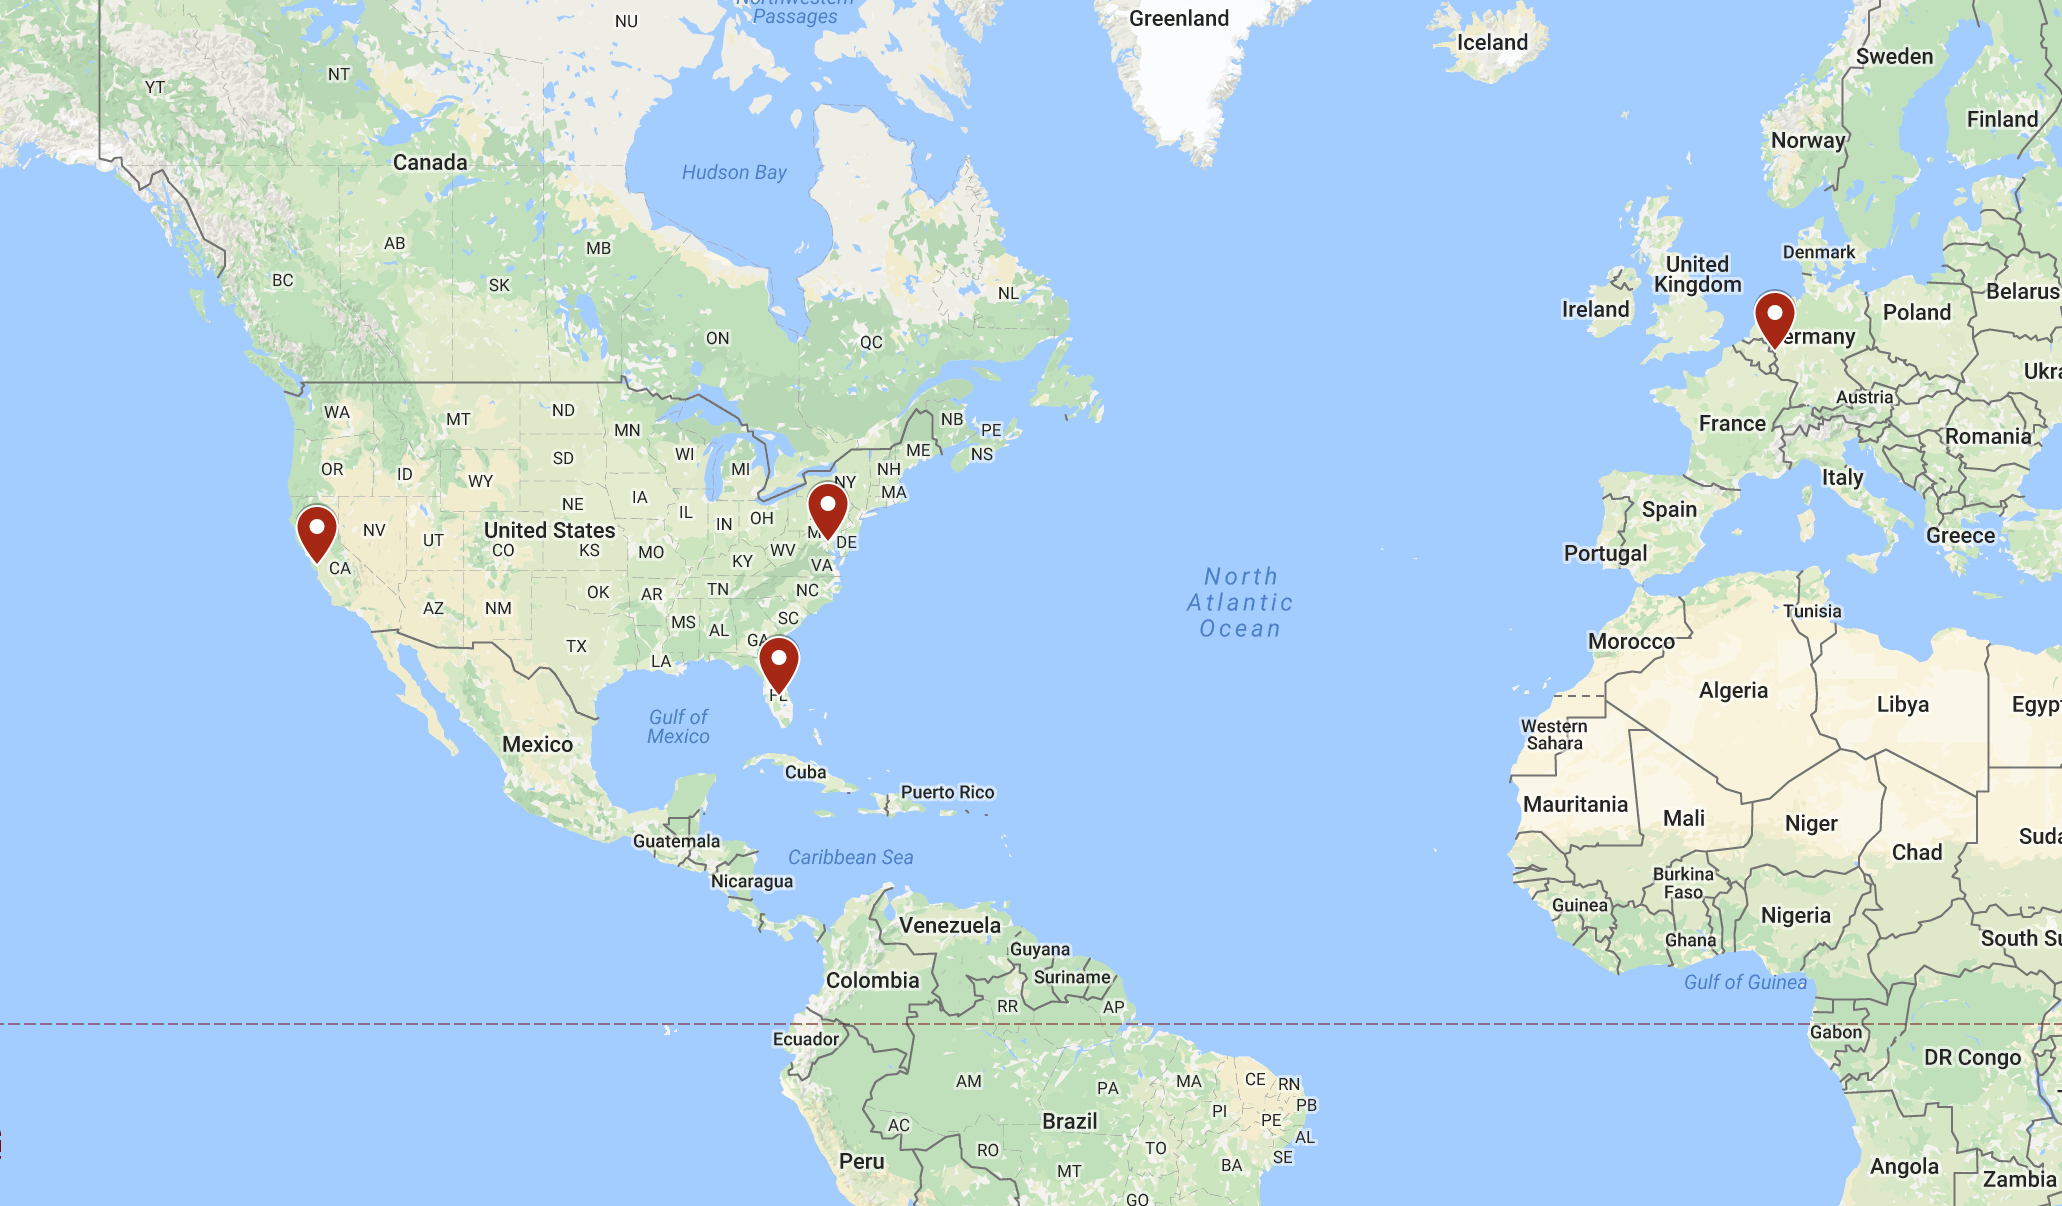 Northwestern
Passages
NU
Greenland
Iceland
Sweden
NT
YT
Finland
Norway
Canada
Hudson Bay
AB
MB
BC
SK
NL
Denmark
United
Kingdom
Belarus
Ireland
Poland
ON
QC
Germany
WA
MT
ND
MN
NB
PE
Austria
France
Romania
OR
ID
SD
WI
MI
ME
NS
NH
WY
NY
MA
Italy
NE
IA
IL
IN
OH
Spain
NV
UT
United States
CO
KS
MO
KY
WV
DE
VA
Portugal
Greece
CA
North
Atlantic
Ocean
AZ
NM
OK
AR
TN
NC
SC
MS
AL
GA
TX
LA
FL
Tunisia
Morocco
Algeria
Libya
Egypt
Western
Sahara
Gulf of
Mexico
Mexico
Cuba
Puerto Rico
Mauritania
Mali
Niger
Chad
Guatemala
Caribbean Sea
Nicaragua
Burkina
Faso
Guinea
Nigeria
Ghana
South Su
Venezuela
Guyana
Suriname
Colombia
RR
AP
Gulf of Guinea
Ecuador
Gabon
DR Congo
AM
PA
MA
CE
RN
PB
PI
PE
AL
Brazil
AC
RO
TO
SE
BA
MT
GO
Peru
Angola
Zambia